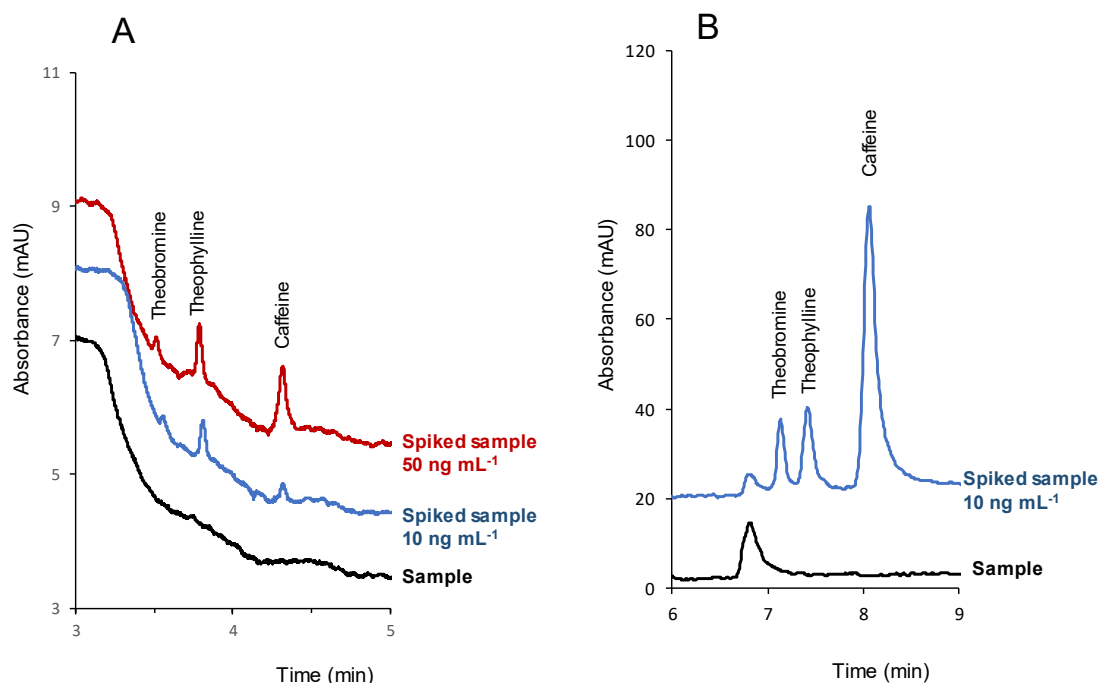 A
11
9
7
5
3
Absorbance (mAU)
Theobromine
Theophylline
Caffeine
Spiked sample
50 ng mL⁻¹
Spiked sample
10 ng mL⁻¹
Sample
3
4
5
Time (min)
B
120
100
80
60
40
20
0
Absorbance (mAU)
Theobromine
Theophylline
Caffeine
Spiked sample
10 ng mL⁻¹
Sample
6
7
8
9
Time (min)